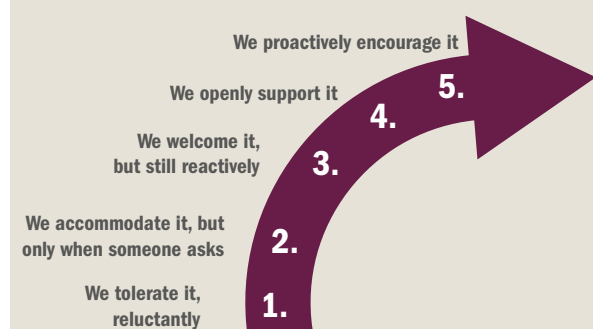 We proactively encourage it
5.
We openly support it
4.
We welcome it,
but still reactively
3.
We accommodate it, but
only when someone asks
2.
We tolerate it,
reluctantly
1.